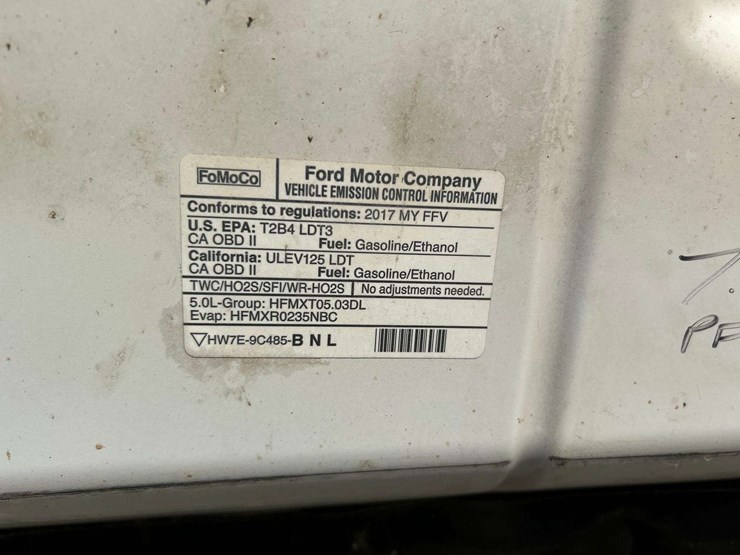 FoMoCo
Ford Motor Company
VEHICLE EMISSION CONTROL INFORMATION
Conforms to regulations: 2017 MY FFV
U.S. EPA: T2B4 LDT3
CA OBD II Fuel: Gasoline/Ethanol
California: ULEV125 LDT
CA OBD II Fuel: Gasoline/Ethanol
TWC/HO2S/SFI/WR-HO2S No adjustments needed.
5.0L-Group: HFMXT05.03DL
Evap: HFMXR0235NBC
HW7E-9C485-B N L